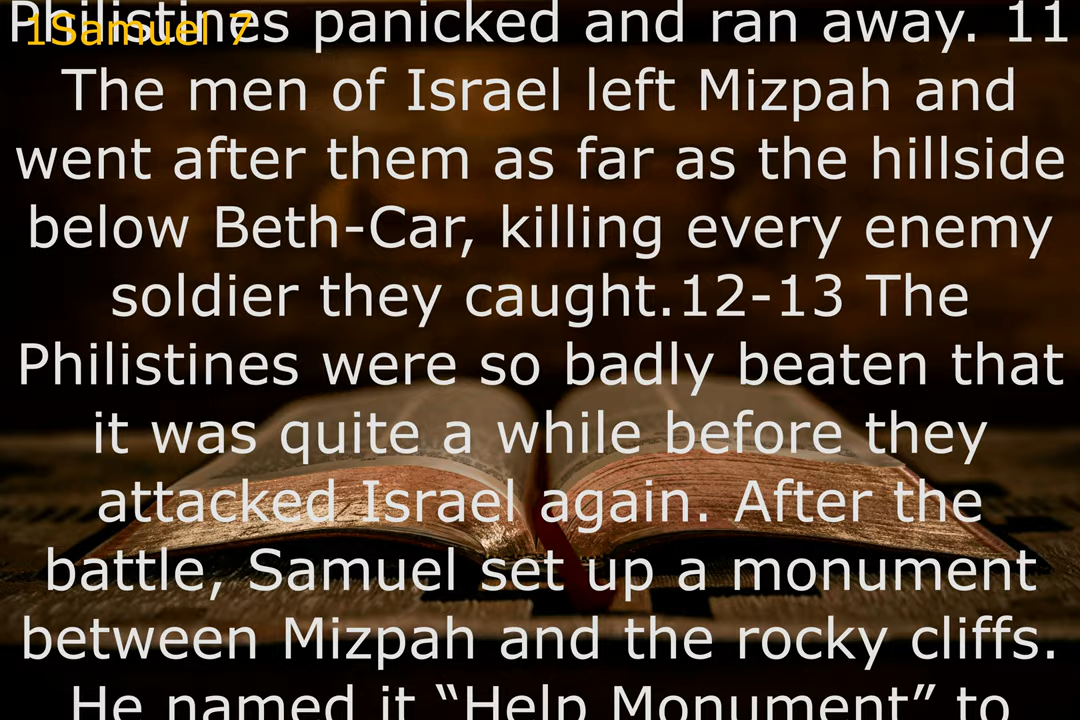 Philistines panicked and ran away. 11
1Samuel 7
The men of Israel left Mizpah and
went after them as far as the hillside
below Beth-Car, killing every enemy
soldier they caught.12-13 The
Philistines were so badly beaten that
it was quite a while before they
attacked Israel again. After the
battle, Samuel set up a monument
between Mizpah and the rocky cliffs.
He named it “Help Monument” to